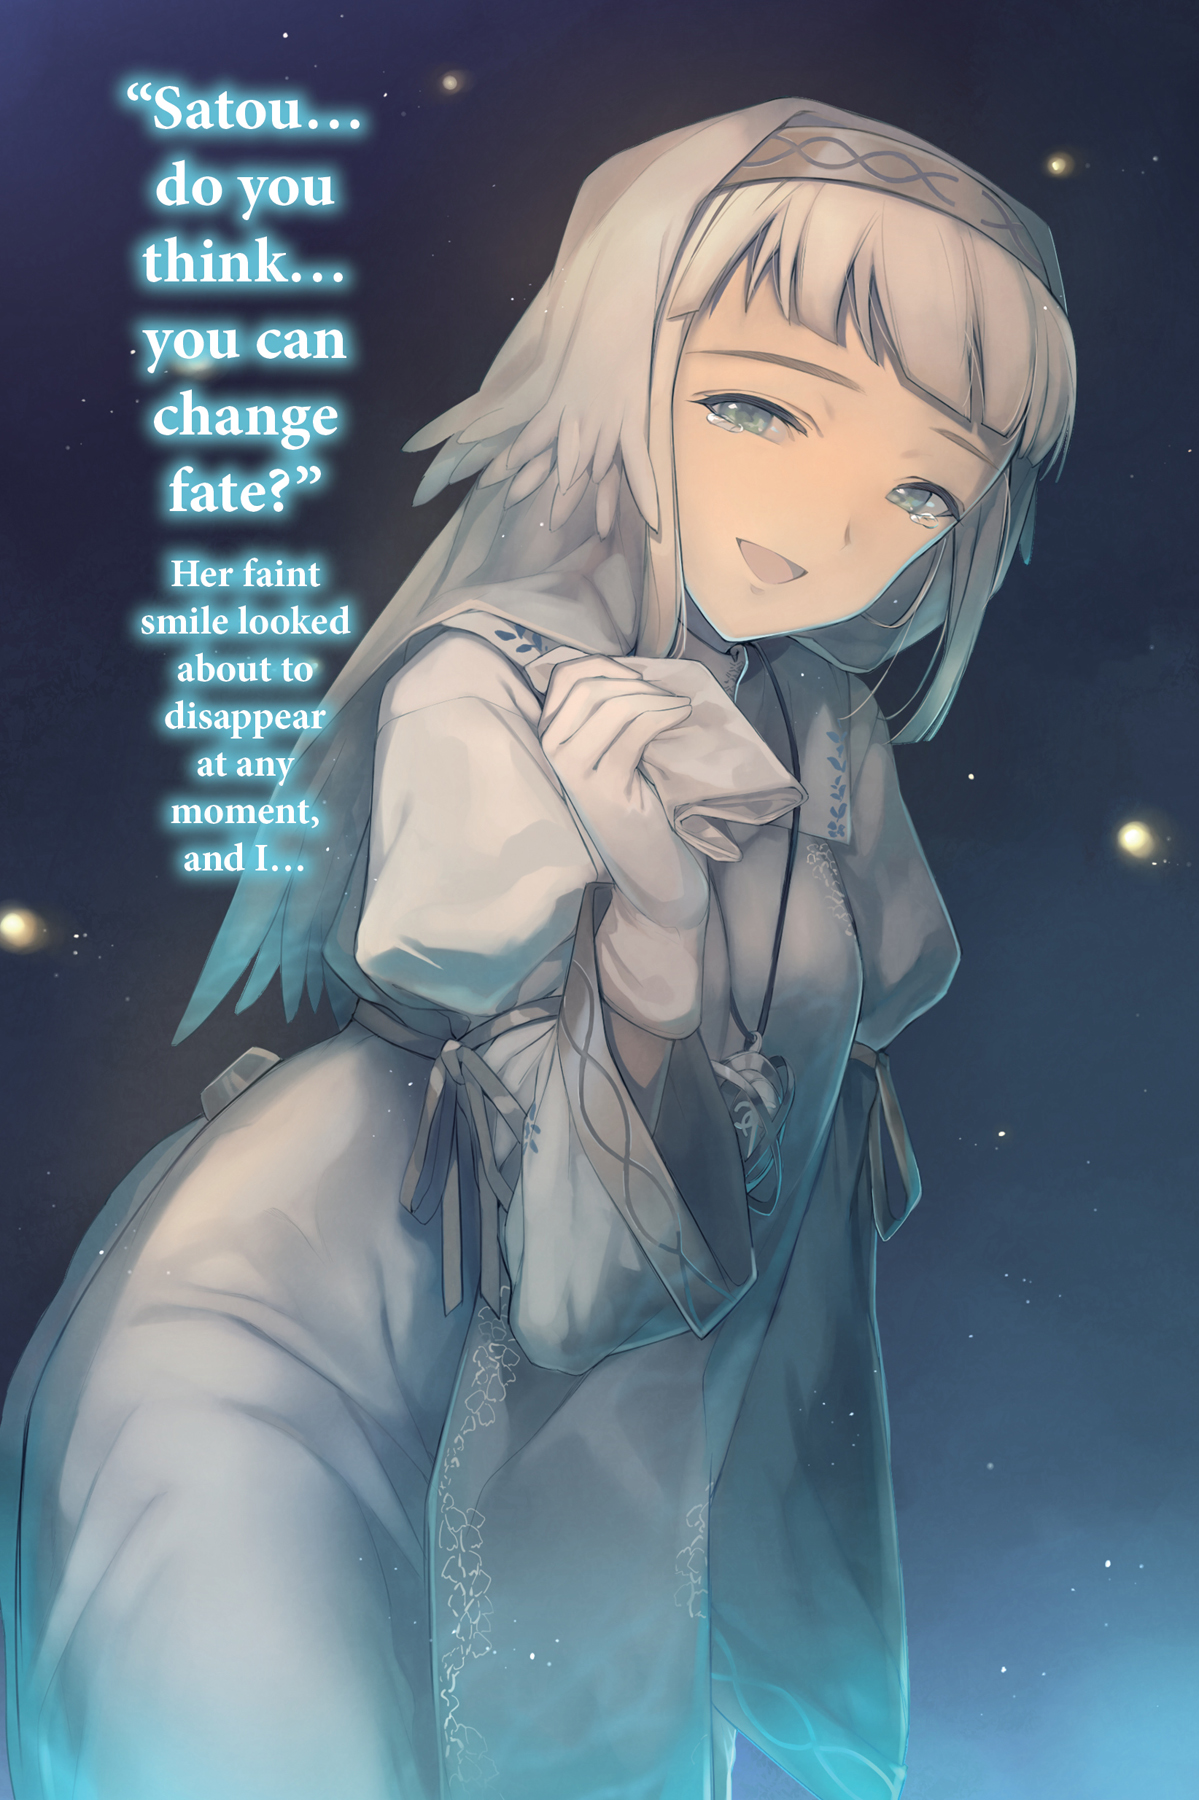 “Satou…
do you
think…
you can
change
fate?”
Her faint
smile looked
about to
disappear
at any
moment,
and I…